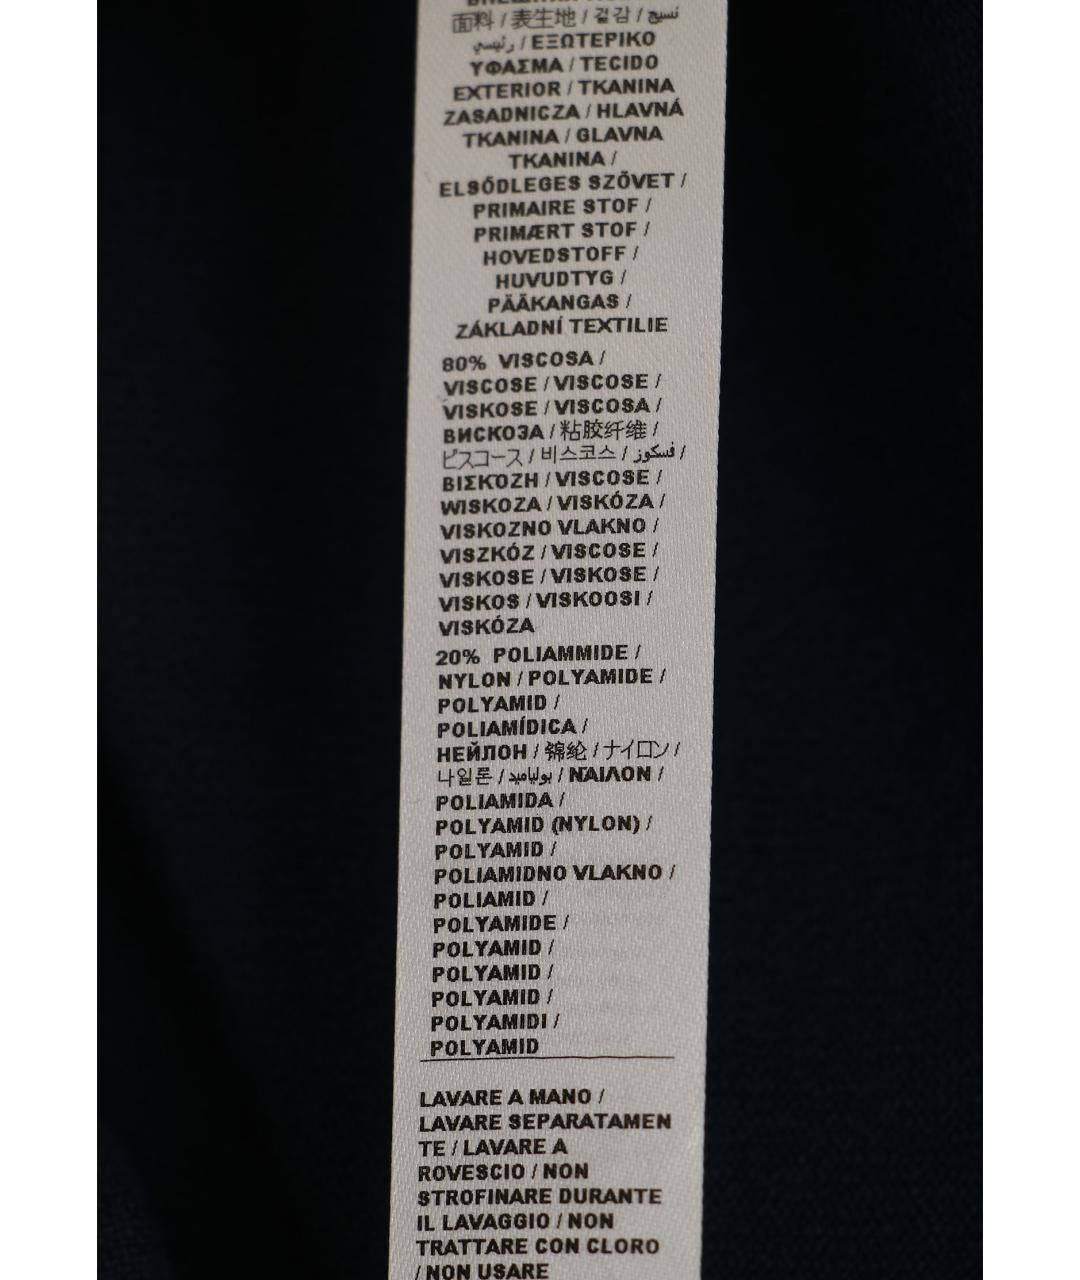 面料 / 表生地 / 겉감 / نسيج
رئيسي / ΕΞΩΤΕΡΙΚΟ
ΥΦΑΣΜΑ / TECIDO
EXTERIOR / TKANINA
ZASADNICZA / HLAVNÁ
TKANINA / GLAVNA
TKANINA /
ELSŐDLEGES SZÖVET /
PRIMAIRE STOF /
PRIMÆRT STOF /
HOVEDSTOFF /
HUVUDTYG /
PÄÄKANGAS /
ZÁKLADNÍ TEXTILIE
80% VISCOSA /
VISCOSE / VISCOSE /
VISKOSE / VISCOSA /
ВИСКОЗА / 粘胶纤维 /
ビスコース / 비스코스 / فسكوز /
ΒΙΣΚΌΖΗ / VISCOSE /
WISKOZA / VISKÓZA /
VISKOZNO VLAKNO /
VISZKÓZ / VISCOSE /
VISKOSE / VISKOSE /
VISKOS / VISKOOSI /
VISKÓZA
20% POLIAMMIDE /
NYLON / POLYAMIDE /
POLYAMID /
POLIAMÍDICA /
НЕЙЛОН / 锦纶 / ナイロン /
나일론 / بولياميد / ΝΆΙΛΟΝ /
POLIAMIDA /
POLYAMID (NYLON) /
POLYAMID /
POLIAMIDNO VLAKNO /
POLIAMID /
POLYAMIDE /
POLYAMID /
POLYAMID /
POLYAMID /
POLYAMIDI /
POLYAMID
LAVARE A MANO /
LAVARE SEPARATAMEN
TE / LAVARE A
ROVESCIO / NON
STROFINARE DURANTE
IL LAVAGGIO / NON
TRATTARE CON CLORO
/ NON USARE